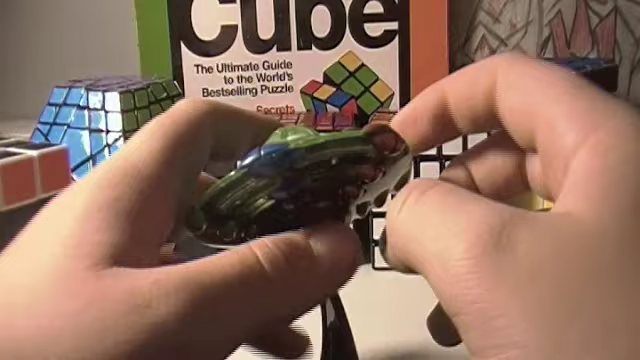 Cube
The Ultimate Guide
to the World's
Bestselling Puzzle
Secrets